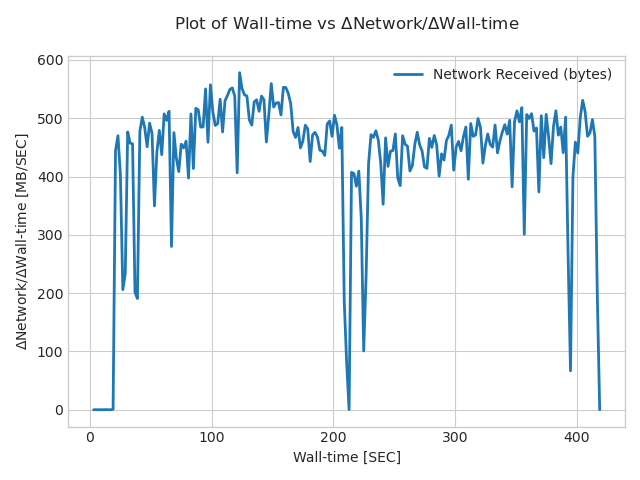 Plot of Wall-time vs ΔNetwork/ΔWall-time
Network Received (bytes)
ΔNetwork/ΔWall-time [MB/SEC]
600
500
400
300
200
100
0
0 100 200 300 400
Wall-time [SEC]